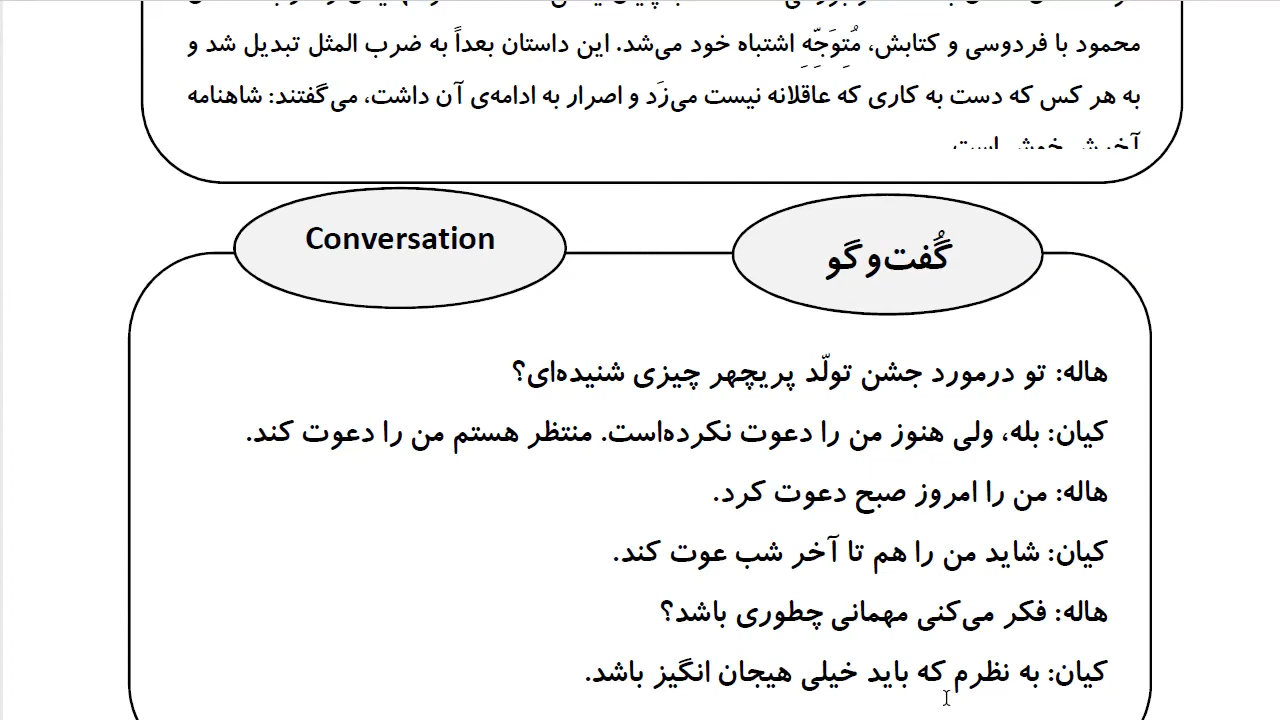 محمود با فردوسی و کتابش، مُتِوَجِّهِ اشتباه خود می‌شد. این داستان بعداً به ضرب المثل تبدیل شد و
به هر کس که دست به کاری که عاقلانه نیست می‌زَد و اصرار به ادامه‌ی آن داشت، می‌گفتند: شاهنامه
آخرش خوش است
Conversation
گُفت‌و‌گو
هاله: تو درمورد جشن تولّد پریچهر چیزی شنیده‌ای؟
کیان: بله، ولی هنوز من را دعوت نکرده‌است. منتظر هستم من را دعوت کند.
هاله: من را امروز صبح دعوت کرد.
کیان: شاید من را هم تا آخر شب عوت کند.
هاله: فکر می‌کنی مهمانی چطوری باشد؟
کیان: به نظرم که باید خیلی هیجان انگیز باشد.